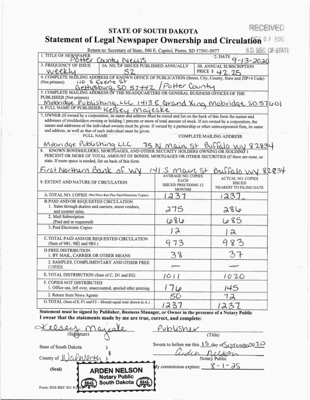 RECEIVED
STATE OF SOUTH DAKOTA
Statement of Legal Newspaper Ownership and Circulation
S.D. SEC. OF STATE
Return to: Secretary of State, 500 E. Capitol, Pierre, SD 57501-5077
1. TITLE OF NEWSPAPER
2. DATE
Potter County News
9-13-2020
3. FREQUENCY OF ISSUE
3A. NO. OF ISSUES PUBLISHED ANNUALLY
3B. ANNUAL SUBSCRIPTION
weekly
52
PRICE $ 42.25
4. COMPLETE MAILING ADDRESS OF KNOWN OFFICE OF PUBLICATION (Street, City, County, State and ZIP+4 Code)
(Not printers)
110 S Exene St
Gettysburg, SD 57442 / Potter County
5. COMPLETE MAILING ADDRESS OF THE HEADQUARTERS OR GENERAL BUSINESS OFFICES OF THE
PUBLISHER (Not printers)
Mobridge Publishing, LLC 1413 E Grand Xing, Mobridge, SD 57601
6. FULL NAME OF PUBLISHER:
Kelsey Majeske
7. OWNER (If owned by a corporation, its name and address must be stated and list on the back of this form the names and
addresses of stockholders owning or holding 1 percent or more of total amount of stock. If not owned by a corporation, the
names and addresses of the individual owners must be given. If owned by a partnership or other unincorporated firm, its name
and address, as well as that of each individual must be given.
FULL NAME
COMPLETE MAILING ADDRESS
Mobridge Publishing LLC 35 N Main St Buffalo WY 82834
8. KNOWN BONDHOLDERS, MORTGAGEES, AND OTHER SECURITY HOLDERS OWNING OR HOLDING 1
PERCENT OR MORE OF TOTAL AMOUNT OF BONDS, MORTGAGES OR OTHER SECURITIES (If there are none, so
state. If more space is needed, list on back of this form.
First Northern Bank of WY 141 S Main St Buffalo WY 82834
9. EXTENT AND NATURE OF CIRCULATION
AVERAGE NO. COPIES
EACH
ISSUED PRECEDING 12
MONTHS
ACTUAL NO. COPIES
ISSUED
NEAREST TO FILING DATE
A. TOTAL NO. COPIES
1237
1237
B. PAID AND/OR REQUESTED CIRCULATION
1. Sales through dealers and carriers, street vendors,
and counter sales.
275
286
2. Mail Subscription
(Paid and or requested)
686
685
3. Paid Electronic Copies
12
12
C. TOTAL PAID AND/OR REQUESTED CIRCULATION
(Sum of 9B1, 9B2 and 9B3.)
973
983
D. FREE DISTRIBUTION
1. BY MAIL, CARRIER OR OTHER MEANS
38
37
2. SAMPLES, COMPLIMENTARY AND OTHER FREE
COPIES
—
—
E. TOTAL DISTRIBUTION (Sum of C, D1 and D2)
1011
1020
F. COPIES NOT DISTRIBUTED
1. Office use, left over, unaccounted, spoiled after printing
176
145
2. Return from News Agents
50
72
G. TOTAL (Sum of E, F1 and F2 - Should equal total shown in A.)
1237
1237
Statement must be signed by Publisher, Business Manager, or Owner in the presence of a Notary Public
I swear that the statements made by me are true, correct, and complete:
Kelsey Majeske
Publisher
(Signature)
(Title)
State of South Dakota
Sworn to before me this 15 day of September 2020
County of Walworth
Arden Nelson
Notary Public
(Seal)
ARDEN NELSON
Notary Public
SEAL South Dakota SEAL
My commission expires: 8-1-25